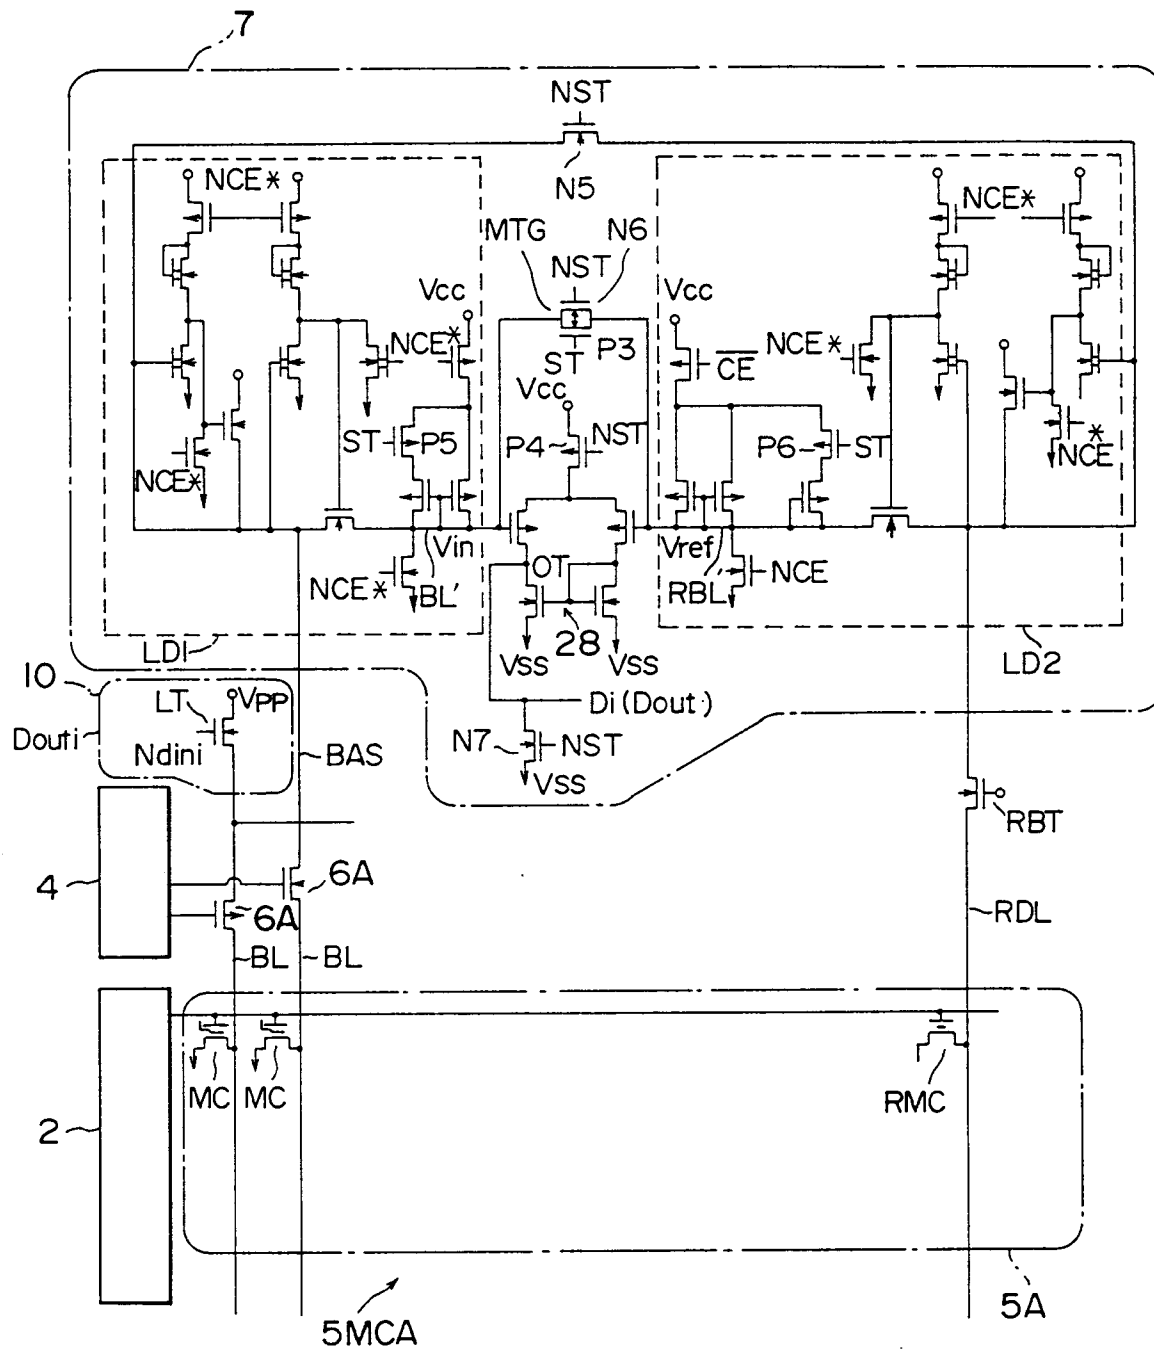 7
NST
N5
NCE*
NCE*
MTG
N6
NST
ST
P3
Vcc
Vcc
Vcc
NCE*
NCE*
CE
ST
P5
P4
NST
P6
ST
NCE*
*
NCE
Vin
OT
Vref
NCE*
BL'
RBL'
NCE
28
VSS
VSS
LD1
LD2
10
LT
VPP
Di(Dout)
Douti
Ndini
BAS
N7
NST
VSS
RBT
4
6A
6A
RDL
BL
BL
MC
MC
RMC
2
5A
5MCA